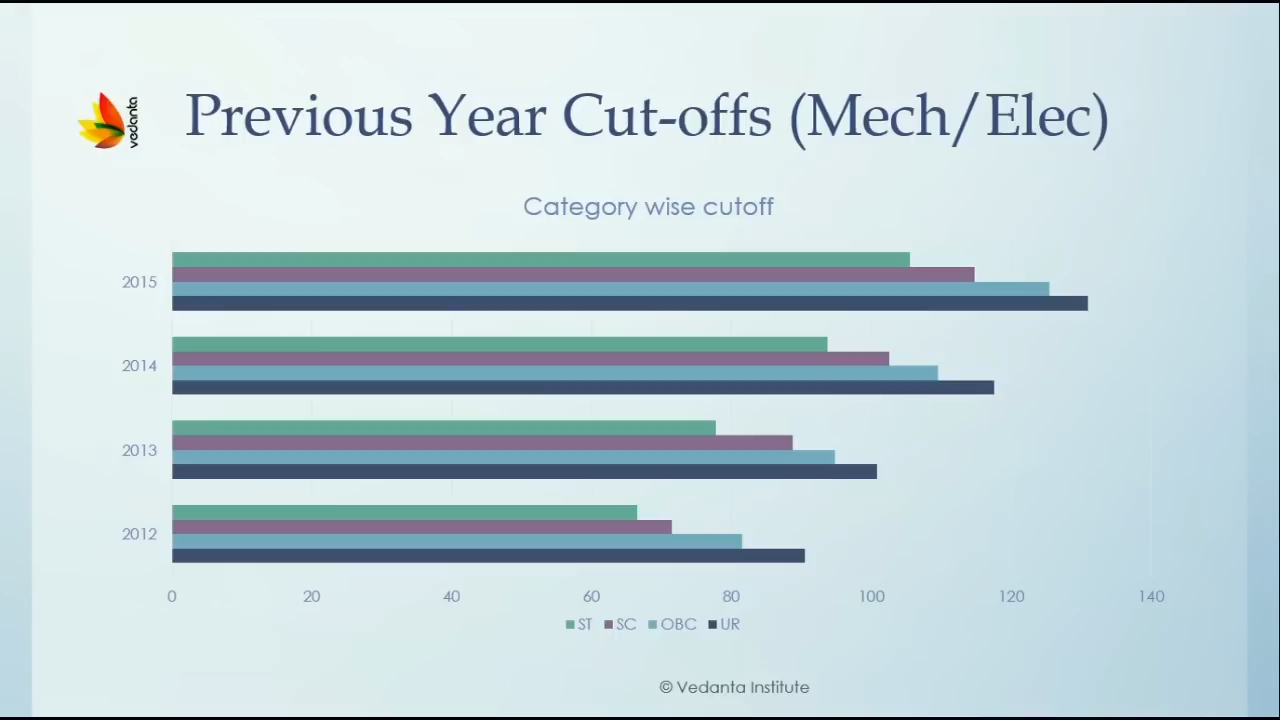 vedanta
Previous Year Cut-offs (Mech/Elec)
Category wise cutoff
2015
2014
2013
2012
0 20 40 60 80 100 120 140
ST SC OBC UR
© Vedanta Institute